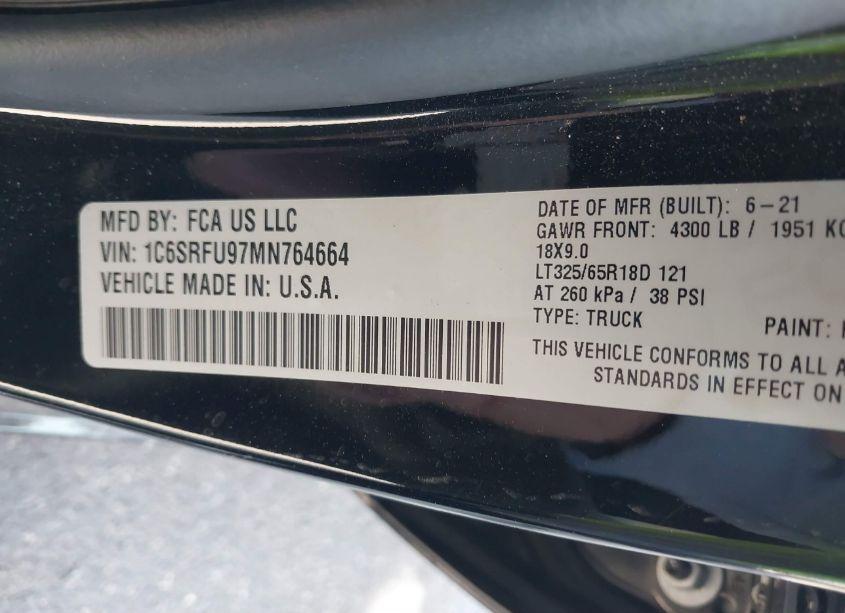 MFD BY: FCA US LLC
VIN: 1C6SRFU97MN764664
VEHICLE MADE IN: U.S.A.
DATE OF MFR (BUILT): 6-21
GAWR FRONT: 4300 LB / 1951 KG
18X9.0
LT325/65R18D 121
AT 260 kPa / 38 PSI
TYPE: TRUCK
PAINT:
THIS VEHICLE CONFORMS TO ALL A
STANDARDS IN EFFECT ON